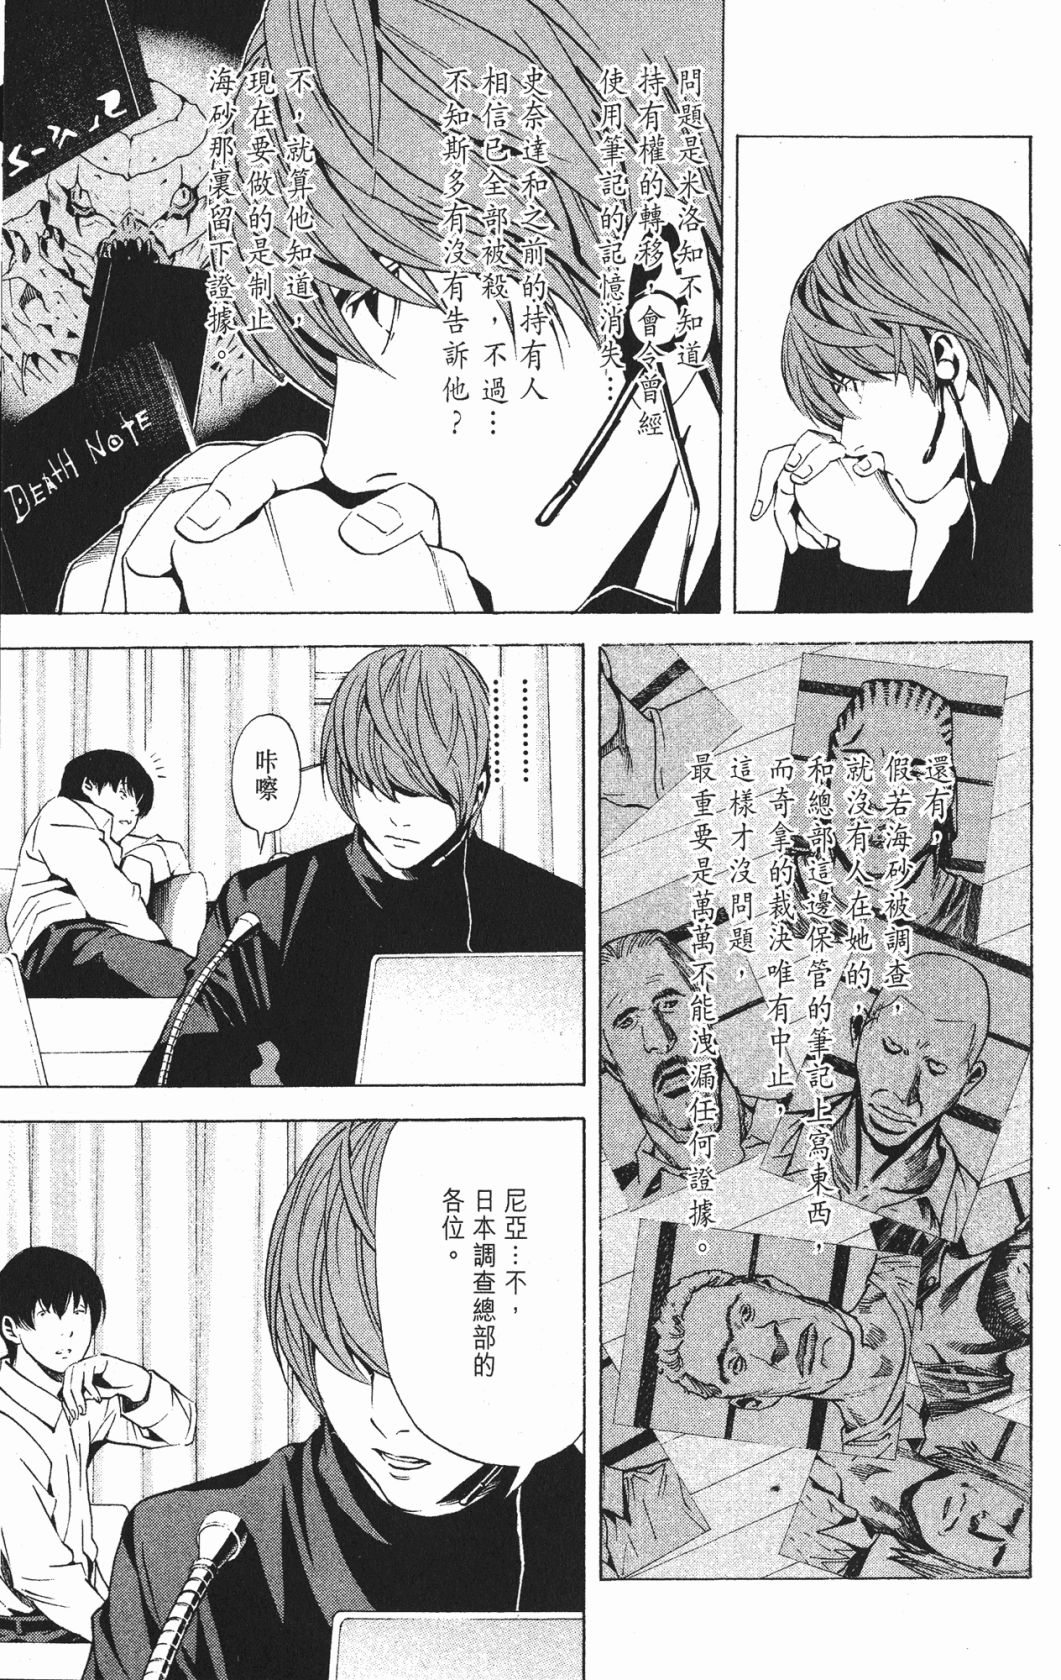 問題是米洛知不知道
持有權的轉移，會令曾經
使用筆記的記憶消失…
史奈達和之前的持有人
相信已全部被殺，不過…
不知斯多有沒有告訴他？
不，就算他知道，
現在要做的是制止
海砂那裏留下證據。
DEATH NOTE
還有，
假若海砂被調查，
就沒有人在她的，
和總部這邊保管的筆記上寫東西，
而奇拿的裁決唯有中止，
這樣才沒問題，
最重要是萬萬不能洩漏任何證據。
………
………
咔嚓
尼亞…不，
日本調查總部的
各位。